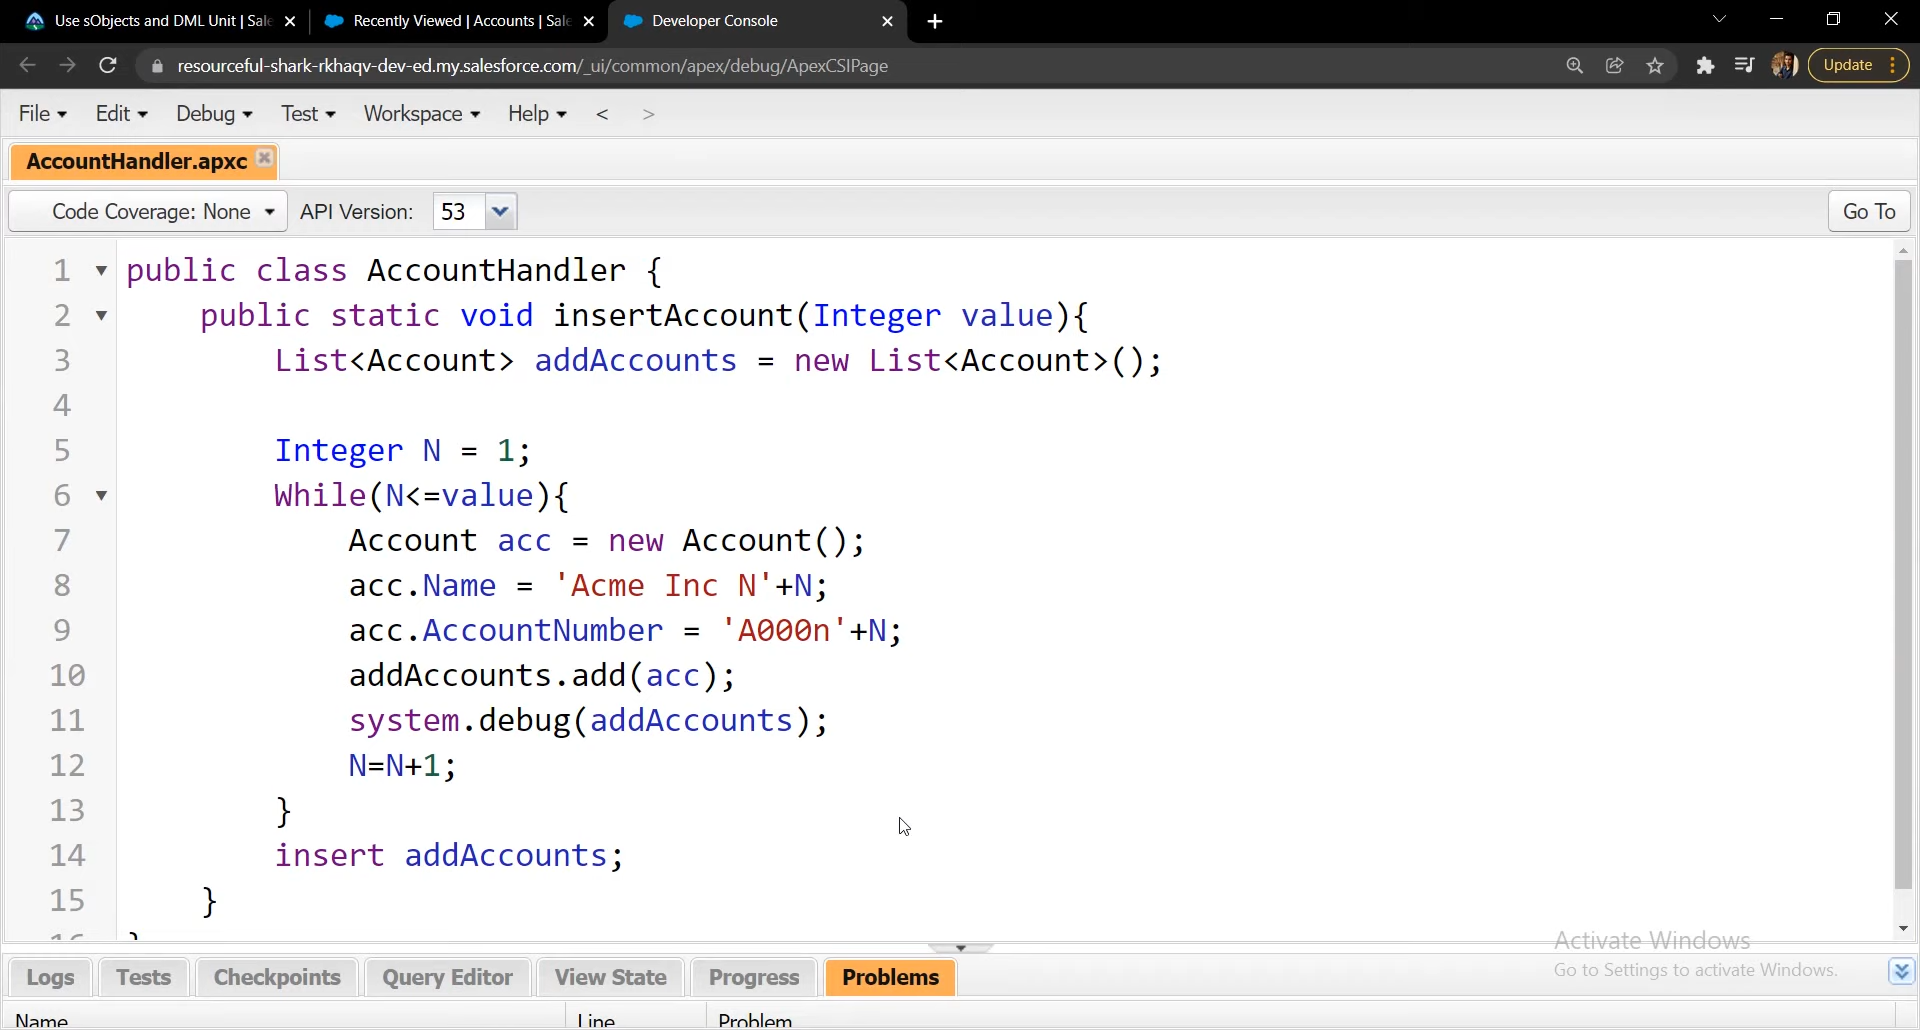 Use sObjects and DML Unit | Sale
Recently Viewed | Accounts | Sale
Developer Console
resourceful-shark-rkhaqv-dev-ed.my.salesforce.com/_ui/common/apex/debug/ApexCSIPage
Update
File Edit Debug Test Workspace Help < >
AccountHandler.apxc
Code Coverage: None API Version: 53 Go To
1 public class AccountHandler {
2 public static void insertAccount(Integer value){
3 List<Account> addAccounts = new List<Account>();
4
5 Integer N = 1;
6 While(N<=value){
7 Account acc = new Account();
8 acc.Name = 'Acme Inc N'+N;
9 acc.AccountNumber = 'A000n'+N;
10 addAccounts.add(acc);
11 system.debug(addAccounts);
12 N=N+1;
13 }
14 insert addAccounts;
15 }
16 }
Activate Windows
Go to Settings to activate Windows.
Logs Tests Checkpoints Query Editor View State Progress Problems
Name Line Problem